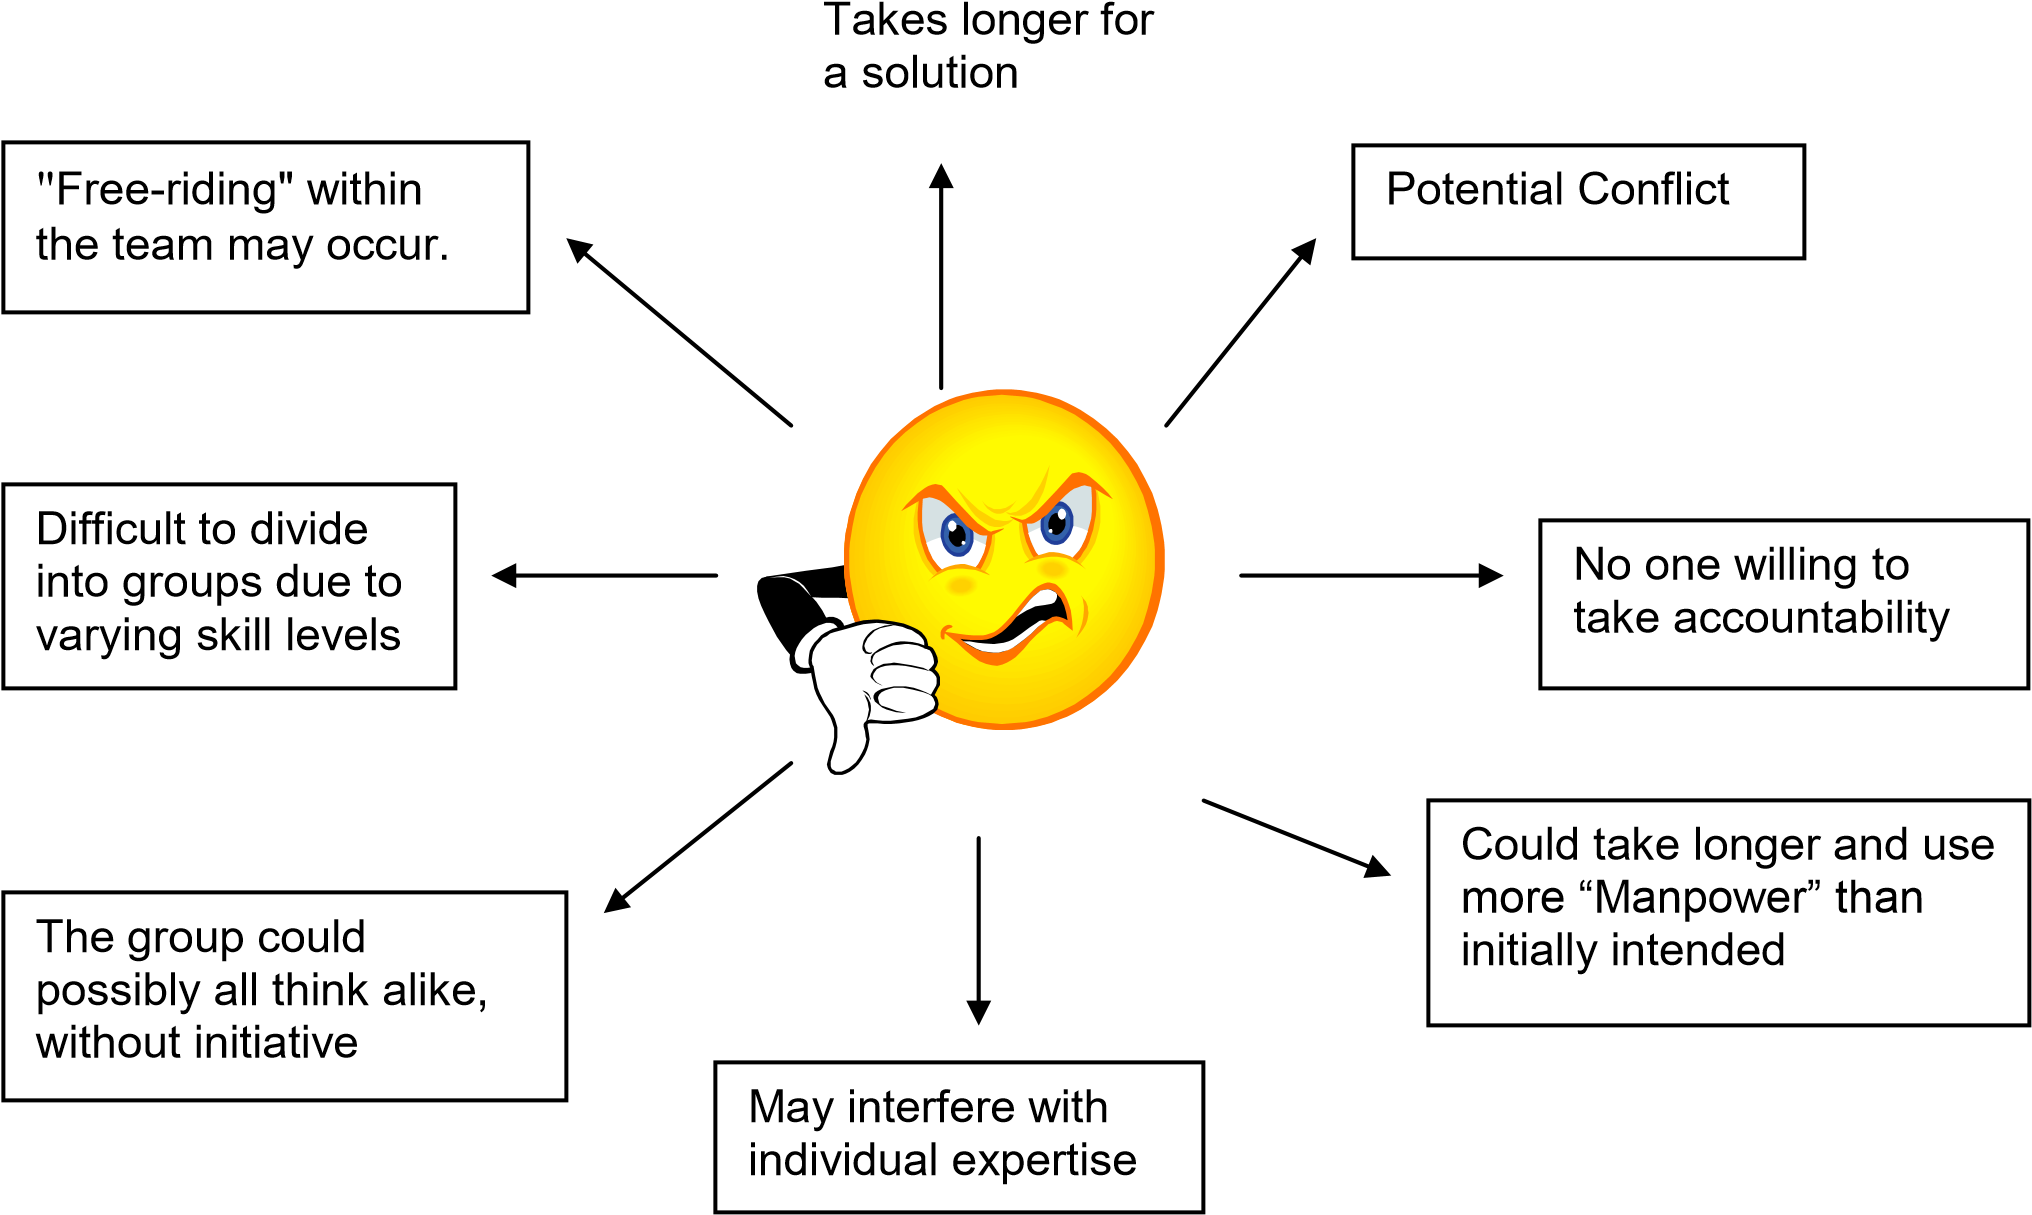 Takes longer for
a solution
"Free-riding" within
the team may occur.
Potential Conflict
Difficult to divide
into groups due to
varying skill levels
No one willing to
take accountability
The group could
possibly all think alike,
without initiative
Could take longer and use
more “Manpower” than
initially intended
May interfere with
individual expertise